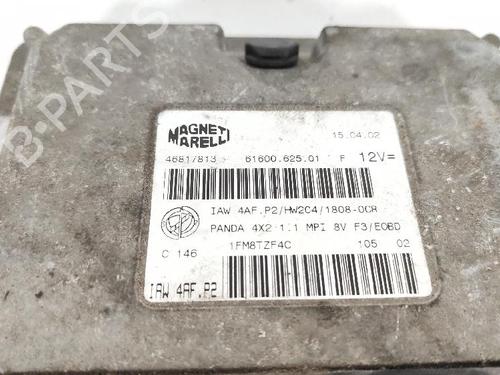 B-PARTS
MAGNETI MARELLI
15.04.02
46817813 61600.625.01 F 12V=
IAW 4AF.P2/HW2C4/1808-0CR
PANDA 4X2 1.1 MPI 8V F3/EOBD
1FM8TZF4C 105 02
C 146
IAW 4AF.P2